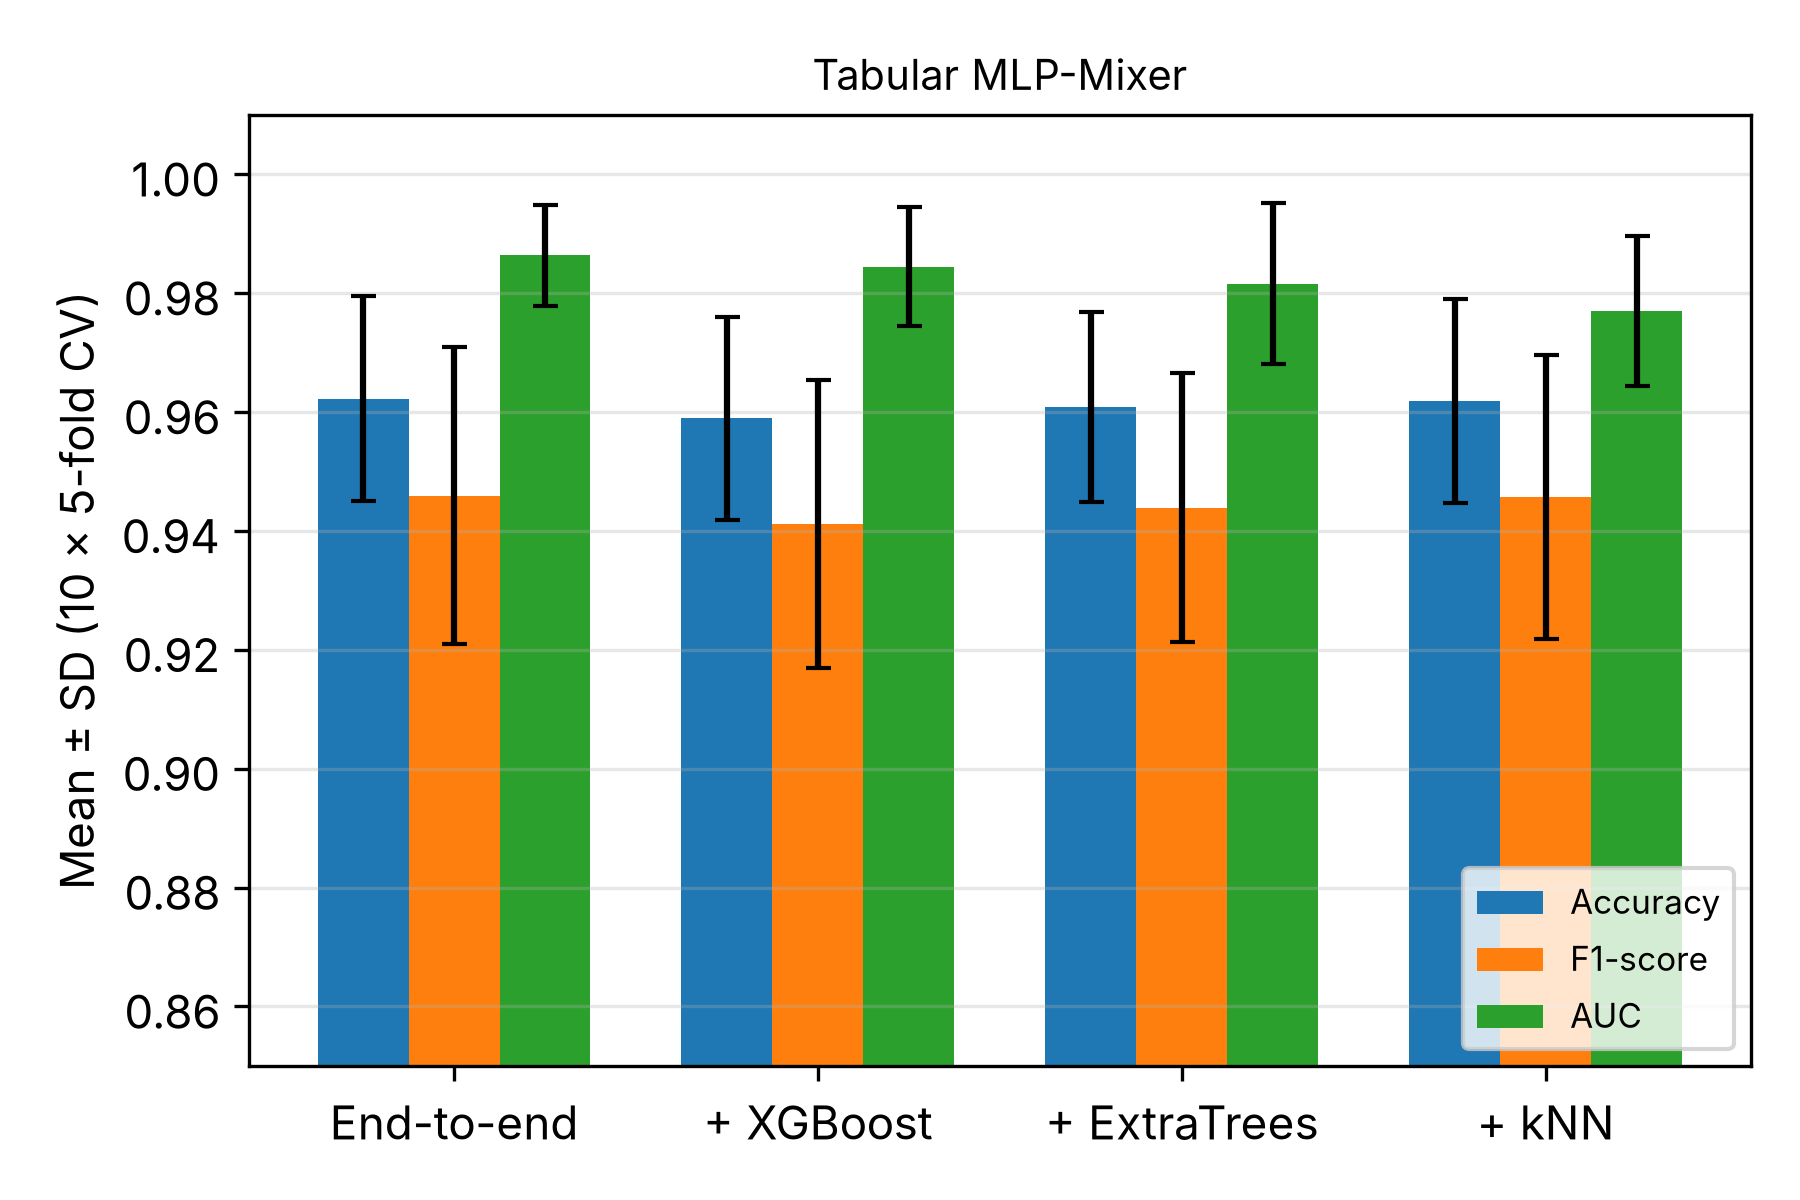 Tabular MLP-Mixer
Mean ± SD (10 × 5-fold CV)
1.00
0.98
0.96
0.94
0.92
0.90
0.88
0.86
End-to-end
+ XGBoost
+ ExtraTrees
+ kNN
Accuracy
F1-score
AUC